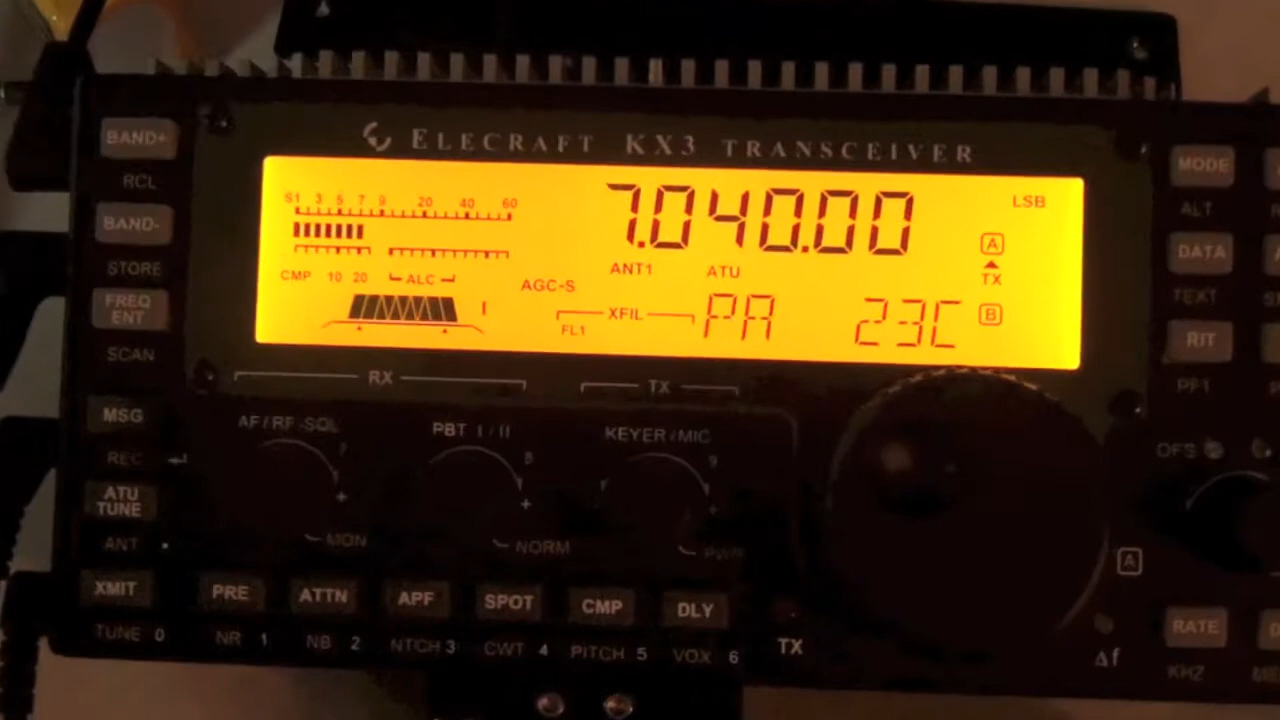 ELECRAFT KX3 TRANSCEIVER
BAND+
RCL
BAND-
STORE
FREQ
ENT
SCAN
MSG
REC
ATU
TUNE
ANT
XMIT
TUNE 0
S1 3 5 7 9 20 40 60
7.040.00
LSB
A
TX
B
ANT1 ATU
CMP 10 20 ALC
AGC-S
XFIL
FL1
PA 23C
MODE
ALT
DATA
TEXT
RIT
PF1
OFS
RX
TX
AF/RF-SQL
PBT I/II
KEYER/MIC
7
8
9
+
+
MON
NORM
PWR
PRE
ATTN
APF
SPOT
CMP
DLY
NR 1
NB 2
NTCH 3
CWT 4
PITCH 5
VOX 6
TX
A
Δf
RATE
KHZ